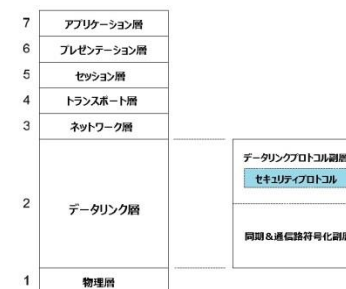 7 アプリケーション層
6 プレゼンテーション層
5 セッション層
4 トランスポート層
3 ネットワーク層
データリンクプロトコル副層
セキュリティプロトコル
2 データリンク層
同期&通信路符号化副層
1 物理層